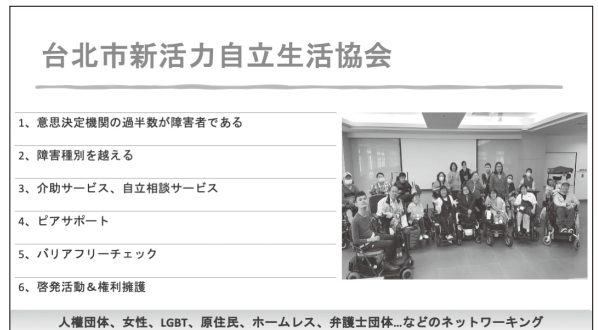 台北市新活力自立生活協会
1、意思決定機関の過半数が障害者である
2、障害種別を越える
3、介助サービス、自立相談サービス
4、ピアサポート
5、バリアフリーチェック
6、啓発活動＆権利擁護
人権団体、女性、LGBT、原住民、ホームレス、弁護士団体…などのネットワーキング